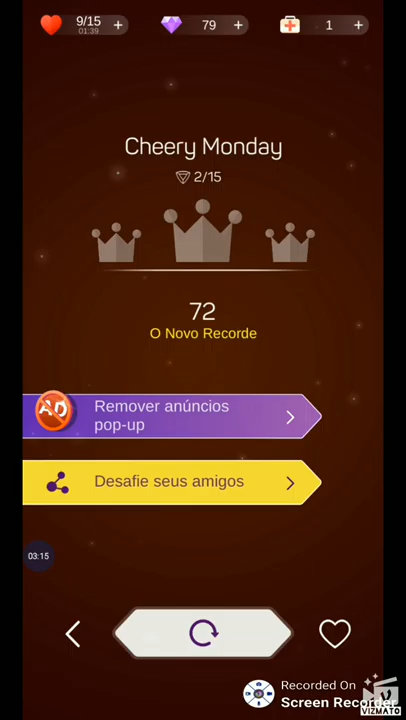 9/15
01:39
79
1
Cheery Monday
2/15
72
O Novo Recorde
AD
Remover anúncios
pop-up
Desafie seus amigos
03:15
Recorded On
Screen Recorder
V
VIZMATO